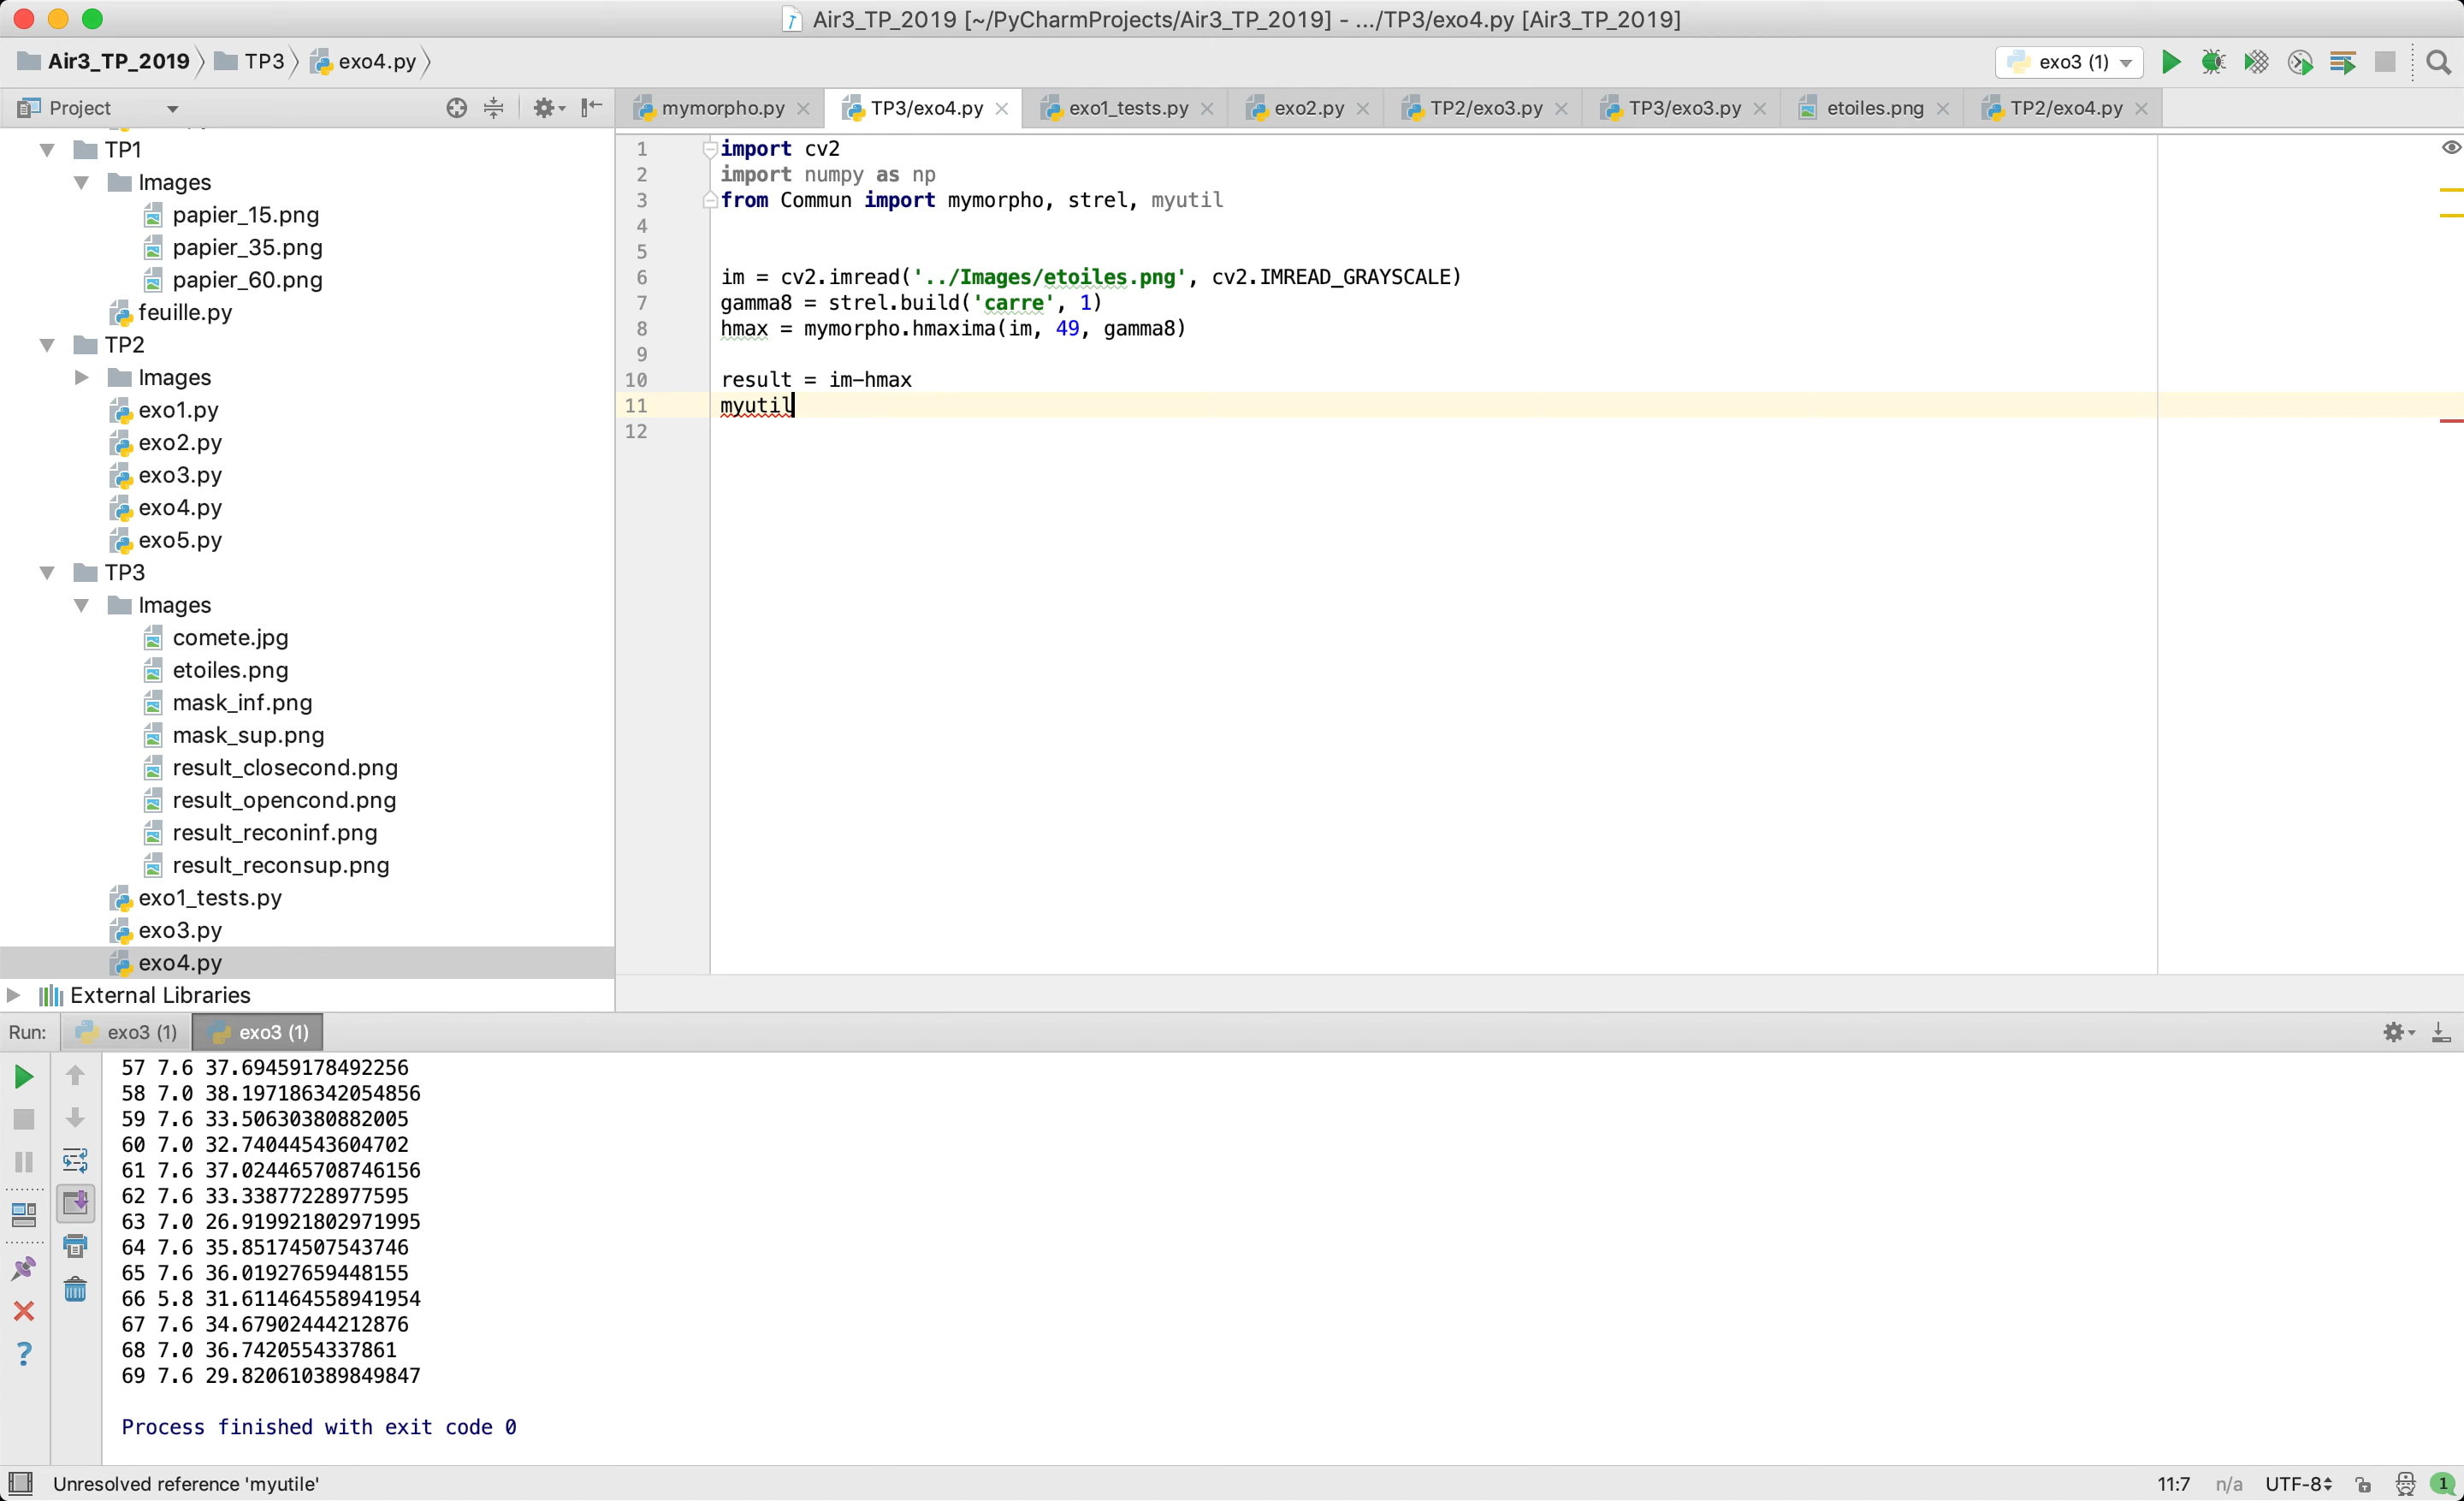 Air3_TP_2019 [~/PyCharmProjects/Air3_TP_2019] - .../TP3/exo4.py [Air3_TP_2019]
Air3_TP_2019 TP3 exo4.py
exo3 (1)
Project
mymorpho.py TP3/exo4.py exo1_tests.py exo2.py TP2/exo3.py TP3/exo3.py etoiles.png TP2/exo4.py
TP1
Images
papier_15.png
papier_35.png
papier_60.png
feuille.py
TP2
Images
exo1.py
exo2.py
exo3.py
exo4.py
exo5.py
TP3
Images
comete.jpg
etoiles.png
mask_inf.png
mask_sup.png
result_closecond.png
result_opencond.png
result_reconinf.png
result_reconsup.png
exo1_tests.py
exo3.py
exo4.py
External Libraries
1 import cv2
2 import numpy as np
3 from Commun import mymorpho, strel, myutil
4
5
6 im = cv2.imread('../Images/etoiles.png', cv2.IMREAD_GRAYSCALE)
7 gamma8 = strel.build('carre', 1)
8 hmax = mymorpho.hmaxima(im, 49, gamma8)
9
10 result = im-hmax
11 myutil
12
Run: exo3 (1) exo3 (1)
57 7.6 37.69459178492256
58 7.0 38.197186342054856
59 7.6 33.50630380882005
60 7.0 32.74044543604702
61 7.6 37.024465708746156
62 7.6 33.33877228977595
63 7.0 26.919921802971995
64 7.6 35.85174507543746
65 7.6 36.01927659448155
66 5.8 31.611464558941954
67 7.6 34.67902444212876
68 7.0 36.7420554337861
69 7.6 29.820610389849847
Process finished with exit code 0
Unresolved reference 'myutile'
11:7 n/a UTF-8 1